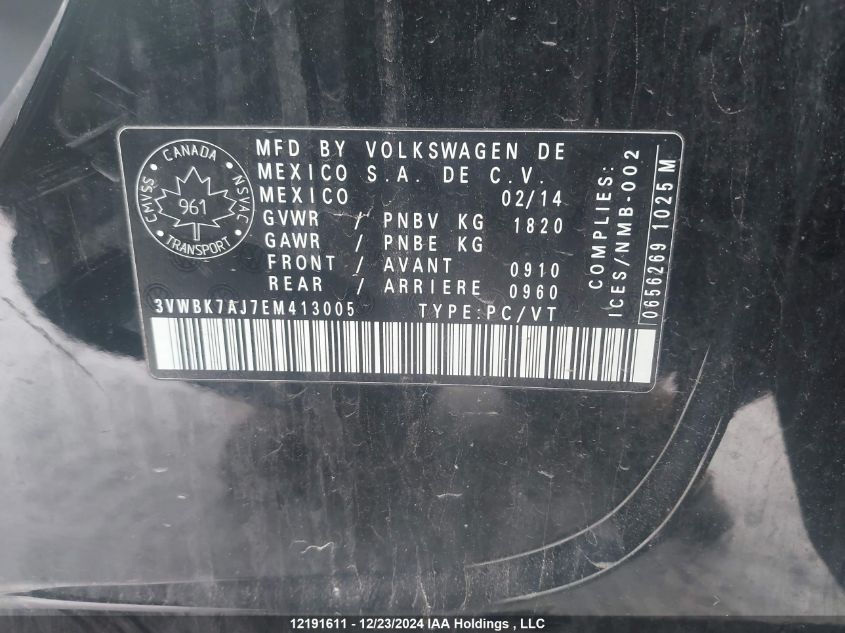 CANADA
CMVSS
NSVAC
961
TRANSPORT
MFD BY VOLKSWAGEN DE
MEXICO S.A. DE C.V.
MEXICO 02/14
GVWR / PNBV KG 1820
GAWR / PNBE KG
FRONT / AVANT 0910
REAR / ARRIERE 0960
3VWBK7AJ7EM413005 TYPE:PC/VT
COMPLIES:
ICES/NMB-002
0656269 1025 M
12191611 - 12/23/2024 IAA Holdings , LLC